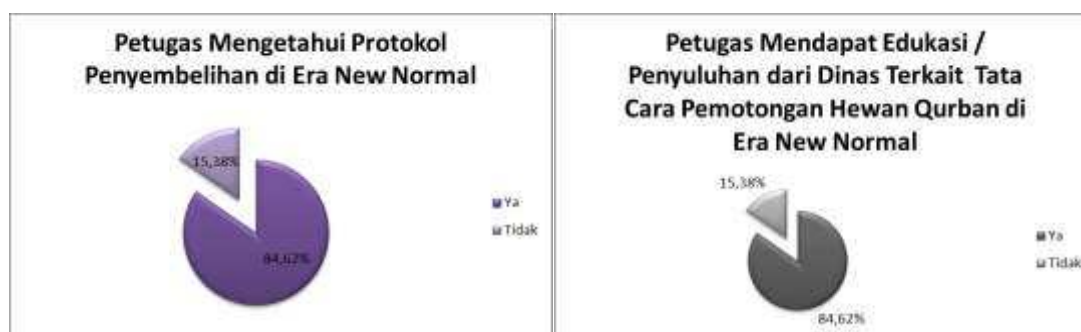 Petugas Mengetahui Protokol
Penyembelihan di Era New Normal
15,38%
84,62%
Ya
Tidak
Petugas Mendapat Edukasi /
Penyuluhan dari Dinas Terkait Tata
Cara Pemotongan Hewan Qurban di
Era New Normal
15,38%
84,62%
Ya
Tidak